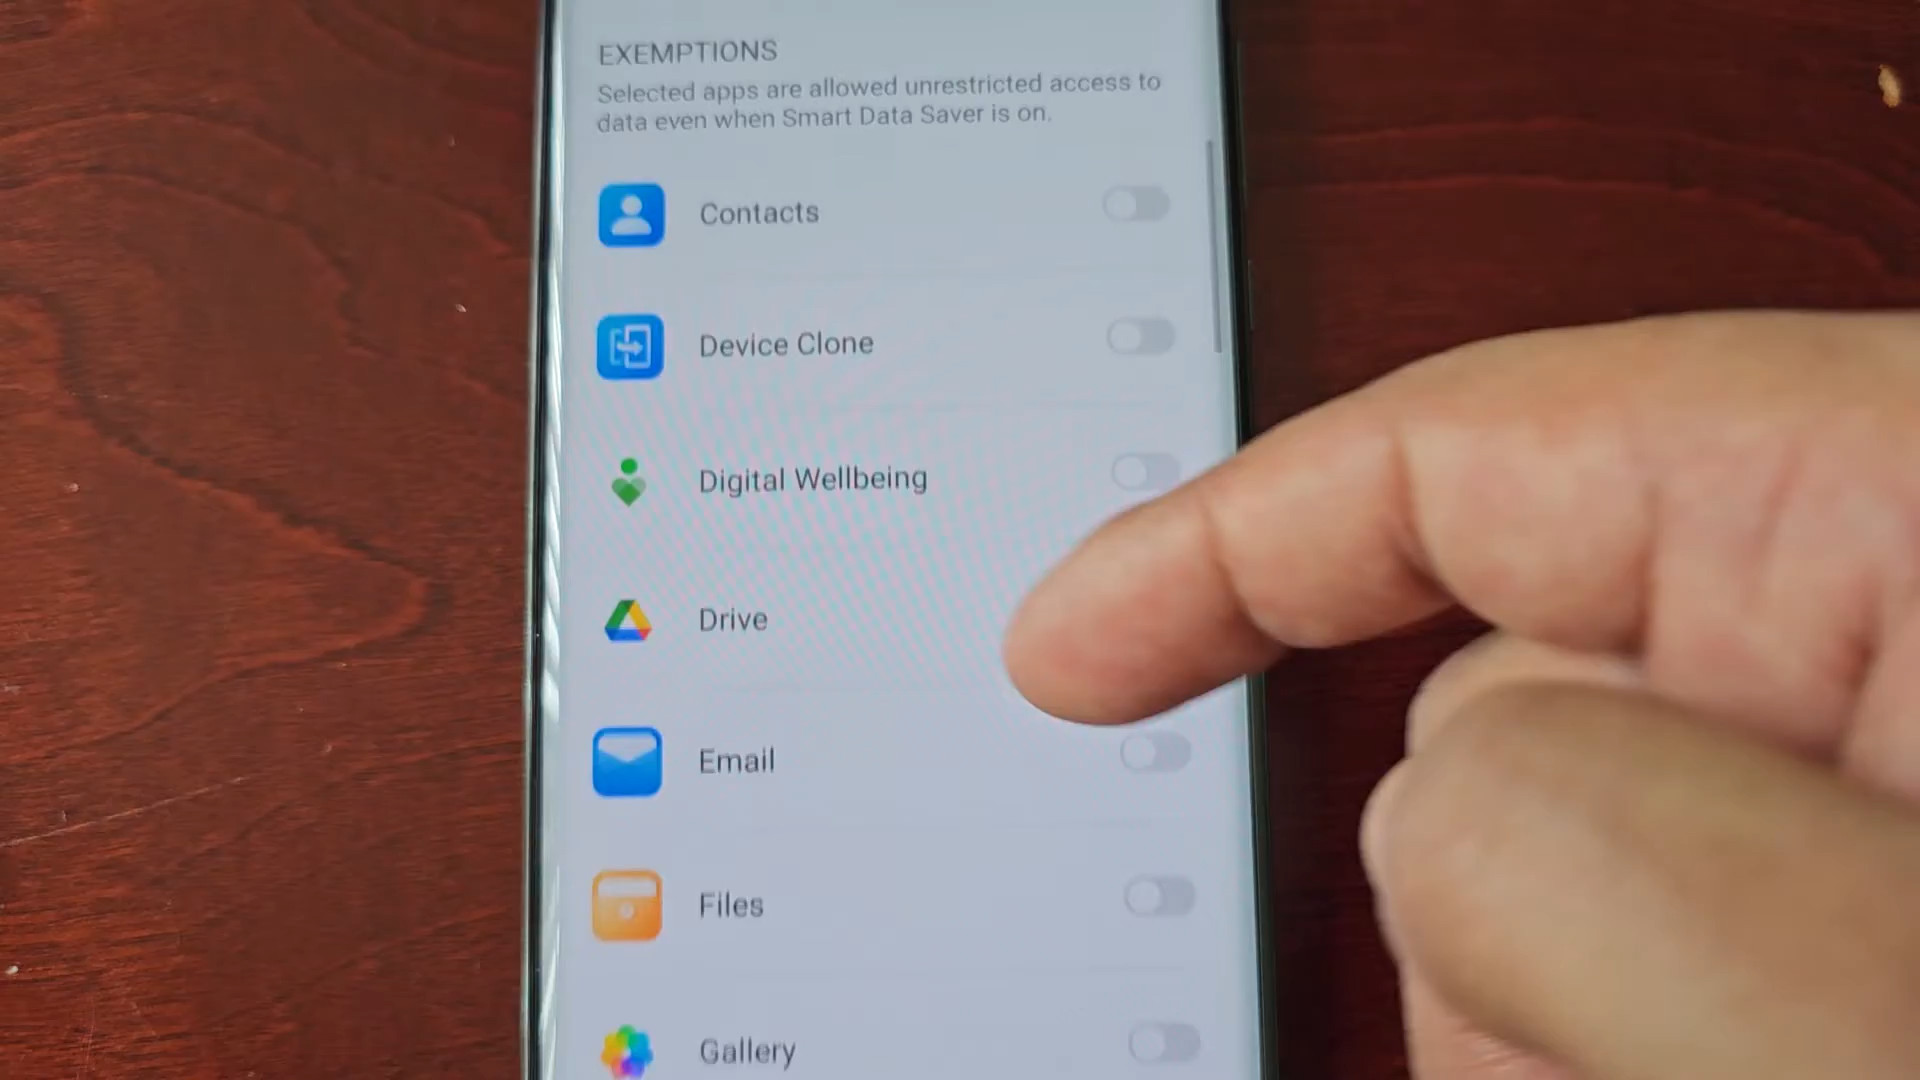 EXEMPTIONS
Selected apps are allowed unrestricted access to
data even when Smart Data Saver is on.
Contacts
Device Clone
Digital Wellbeing
Drive
Email
Files
Gallery